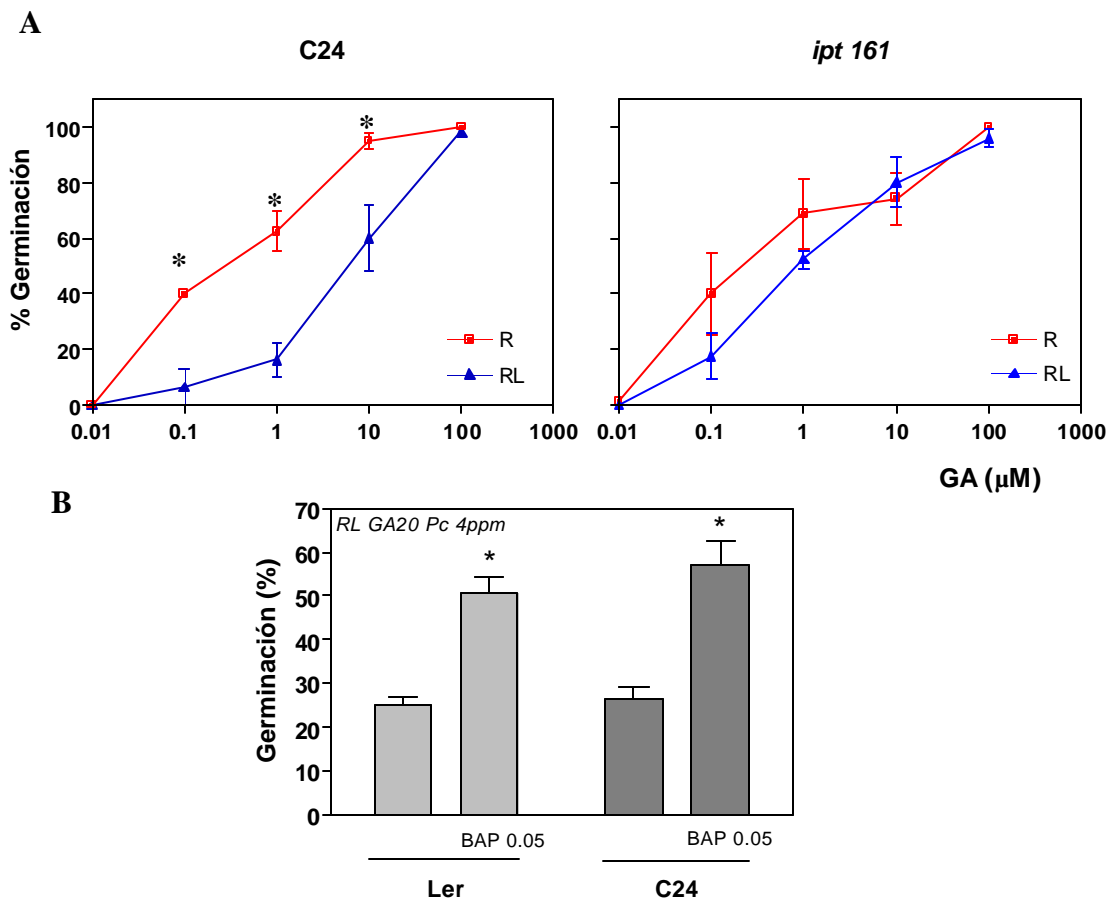 A
C24
ipt 161
% Germinación
100
80
60
40
20
0
*
*
*
R
RL
R
RL
0.01 0.1 1 10 100 1000
0.01 0.1 1 10 100 1000
GA (µM)
B
Germinación (%)
70
60
50
40
30
20
10
0
RL GA20 Pc 4ppm
*
*
BAP 0.05
BAP 0.05
Ler
C24